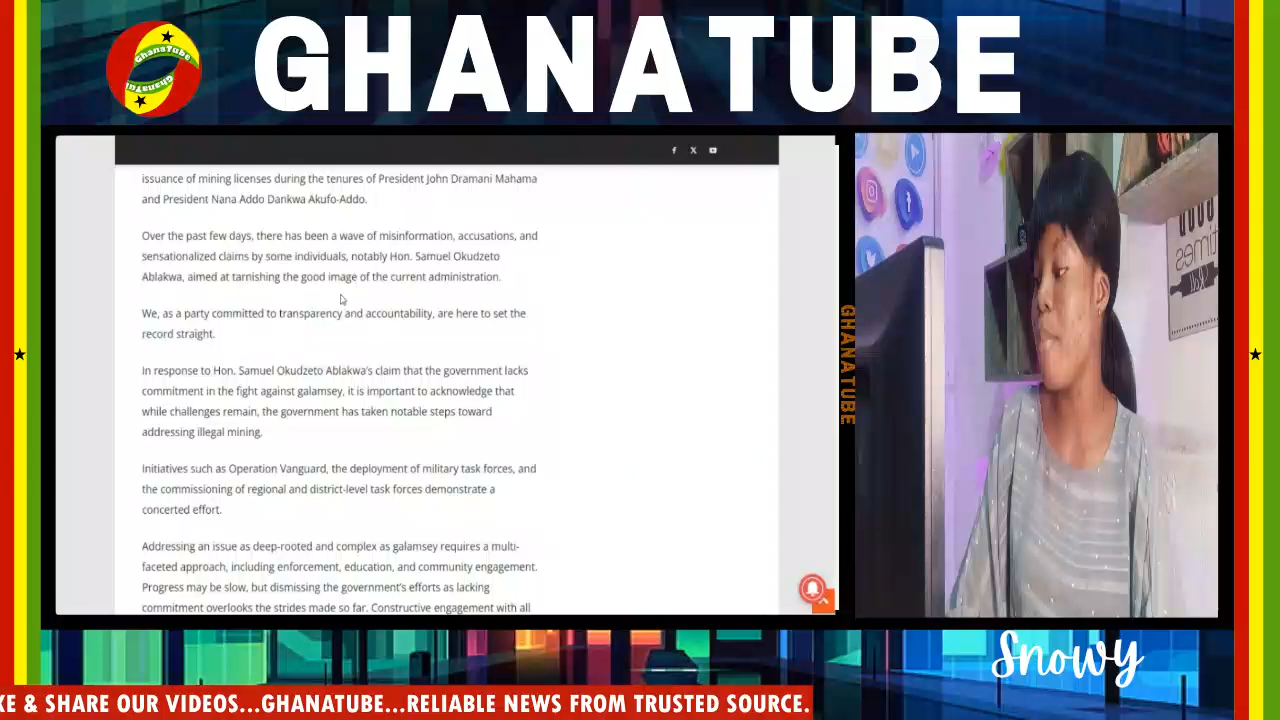 GHANATUBE
GhanaTube
issuance of mining licenses during the tenures of President John Dramani Mahama
and President Nana Addo Dankwa Akufo-Addo.
Over the past few days, there has been a wave of misinformation, accusations, and
sensationalized claims by some individuals, notably Hon. Samuel Okudzeto
Ablakwa, aimed at tarnishing the good image of the current administration.
We, as a party committed to transparency and accountability, are here to set the
record straight.
In response to Hon. Samuel Okudzeto Ablakwa's claim that the government lacks
commitment in the fight against galamsey, it is important to acknowledge that
while challenges remain, the government has taken notable steps toward
addressing illegal mining.
Initiatives such as Operation Vanguard, the deployment of military task forces, and
the commissioning of regional and district-level task forces demonstrate a
concerted effort.
Addressing an issue as deep-rooted and complex as galamsey requires a multi-
faceted approach, including enforcement, education, and community engagement.
Progress may be slow, but dismissing the government's efforts as lacking
commitment overlooks the strides made so far. Constructive engagement with all
GHANATUBE
times
Snowy
KE & SHARE OUR VIDEOS...GHANATUBE...RELIABLE NEWS FROM TRUSTED SOURCE.